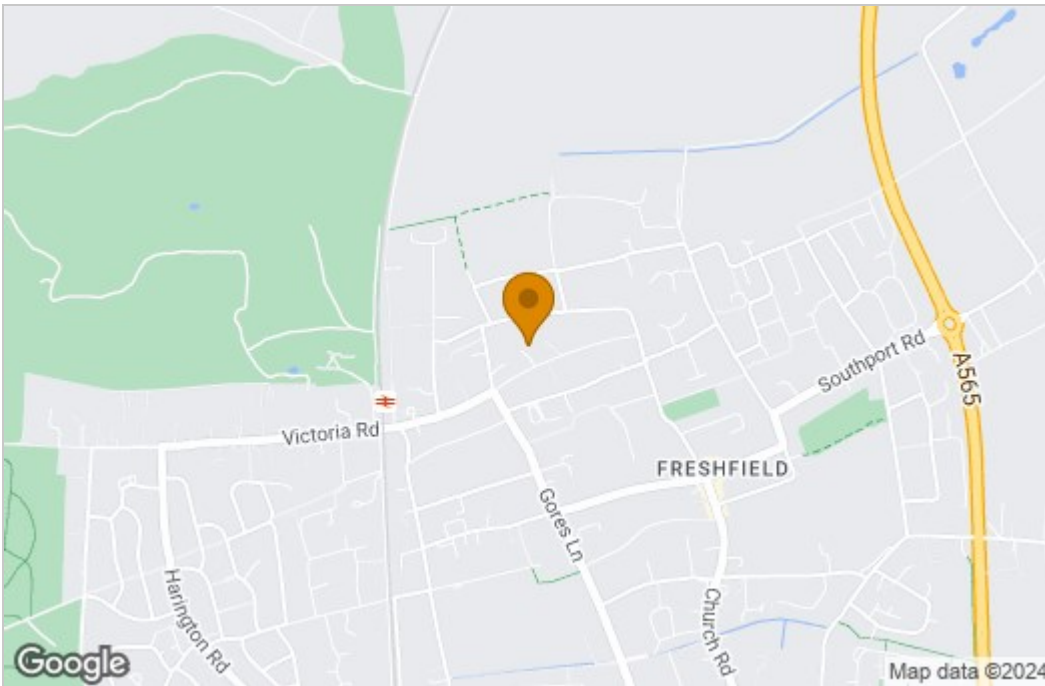 Southport Rd
A565
Victoria Rd
FRESHFIELD
Gores Ln
Harington Rd
Church Rd
Google
Map data ©2024